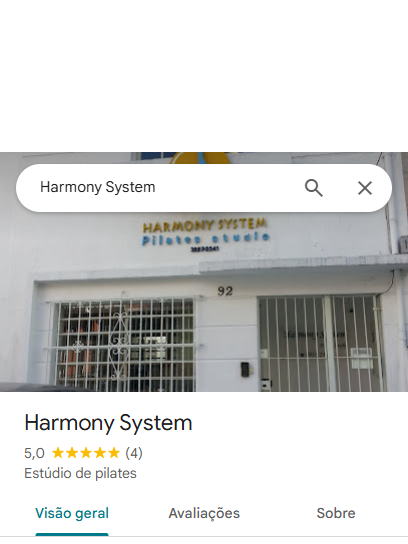 Harmony System
HARMONY SYSTEM
Pilates studio
92
Harmony System
5,0 ★★★★★ (4)
Estúdio de pilates
Visão geral Avaliações Sobre